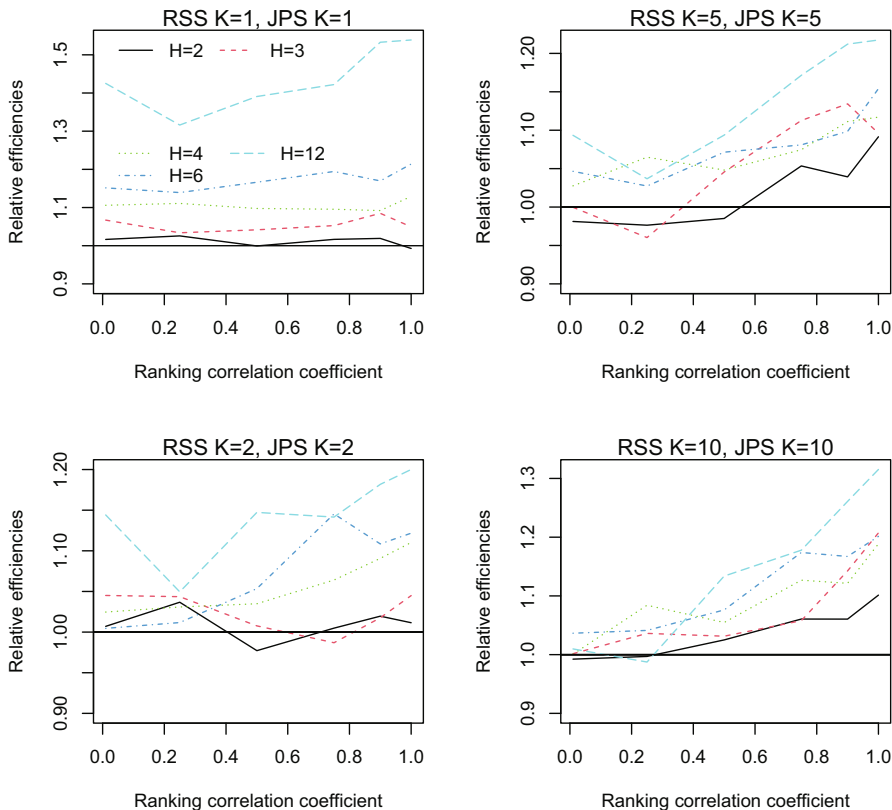 RSS K=1, JPS K=1
Relative efficiencies
1.5
1.3
1.1
0.9
H=2
H=3
H=4
H=12
H=6
0.0 0.2 0.4 0.6 0.8 1.0
Ranking correlation coefficient
RSS K=5, JPS K=5
Relative efficiencies
1.20
1.10
1.00
0.90
0.0 0.2 0.4 0.6 0.8 1.0
Ranking correlation coefficient
RSS K=2, JPS K=2
Relative efficiencies
1.20
1.10
1.00
0.90
0.0 0.2 0.4 0.6 0.8 1.0
Ranking correlation coefficient
RSS K=10, JPS K=10
Relative efficiencies
1.3
1.2
1.1
1.0
0.9
0.0 0.2 0.4 0.6 0.8 1.0
Ranking correlation coefficient